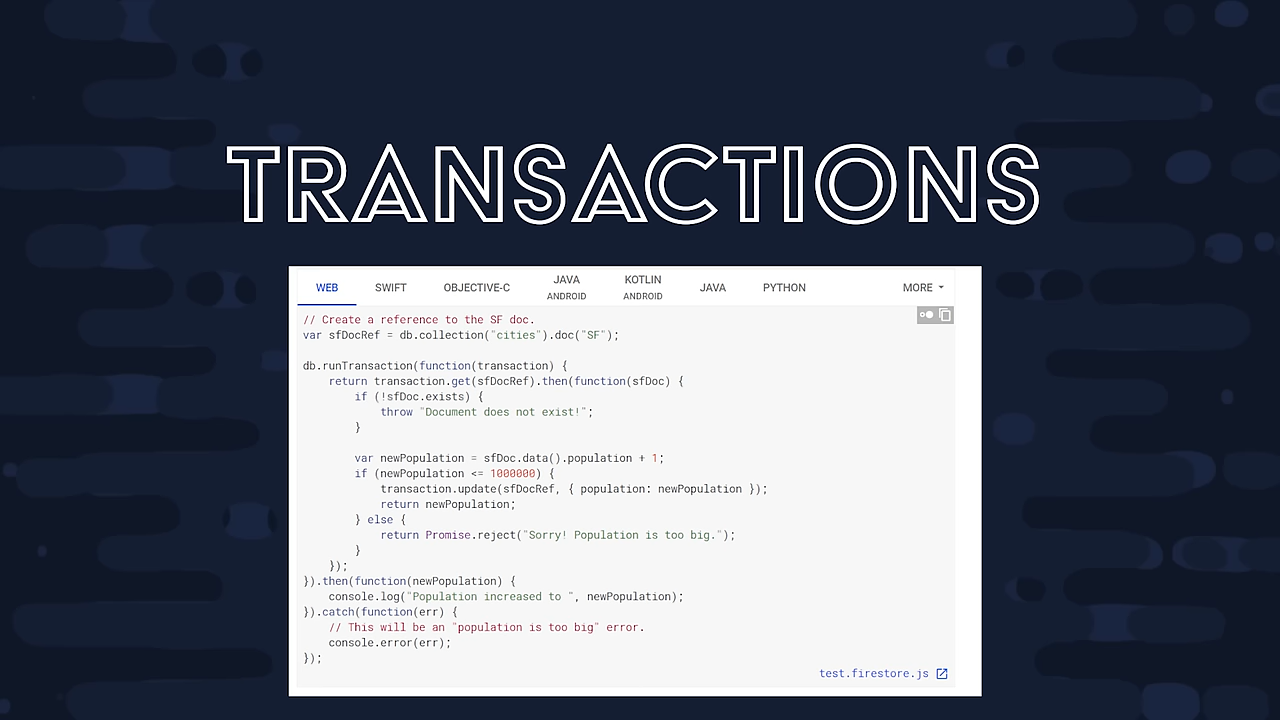 TRANSACTIONS
WEB SWIFT OBJECTIVE-C JAVA ANDROID KOTLIN ANDROID JAVA PYTHON MORE
// Create a reference to the SF doc.
var sfDocRef = db.collection("cities").doc("SF");
db.runTransaction(function(transaction) {
    return transaction.get(sfDocRef).then(function(sfDoc) {
        if (!sfDoc.exists) {
            throw "Document does not exist!";
        }
        var newPopulation = sfDoc.data().population + 1;
        if (newPopulation <= 1000000) {
            transaction.update(sfDocRef, { population: newPopulation });
            return newPopulation;
        } else {
            return Promise.reject("Sorry! Population is too big.");
        }
    });
}).then(function(newPopulation) {
    console.log("Population increased to ", newPopulation);
}).catch(function(err) {
    // This will be an "population is too big" error.
    console.error(err);
});
test.firestore.js